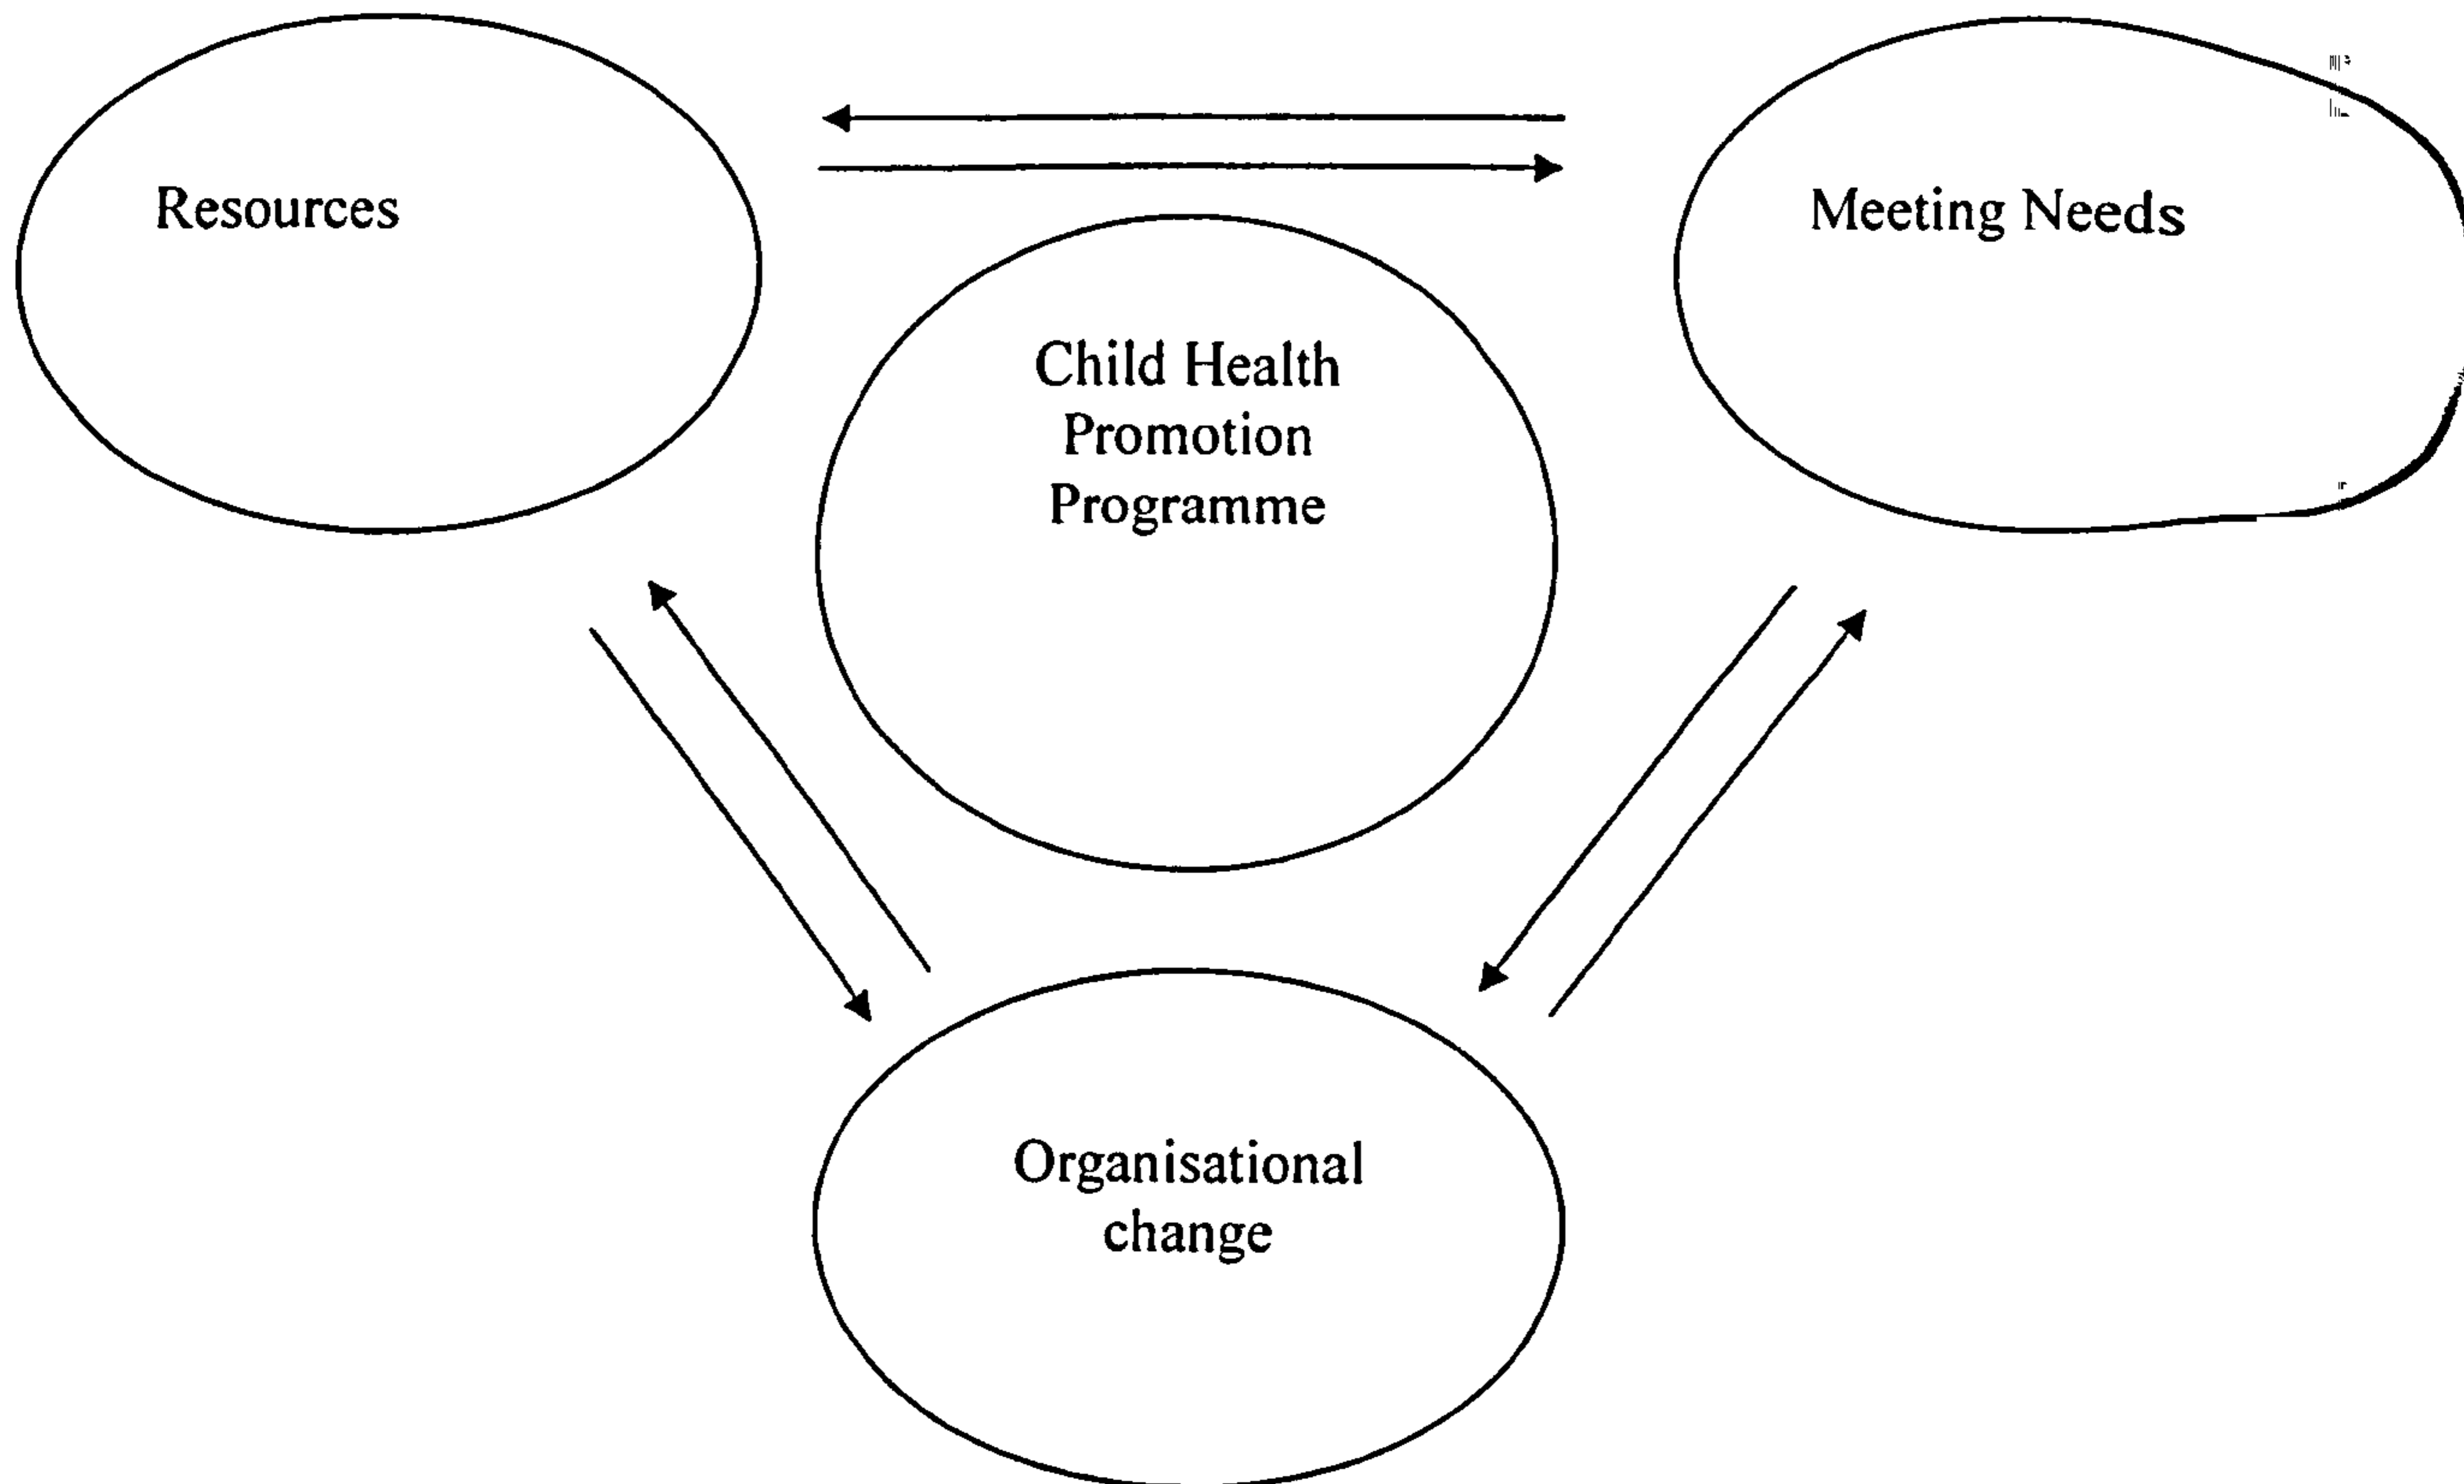 Resources
Meeting Needs
Child Health
Promotion
Programme
Organisational
change